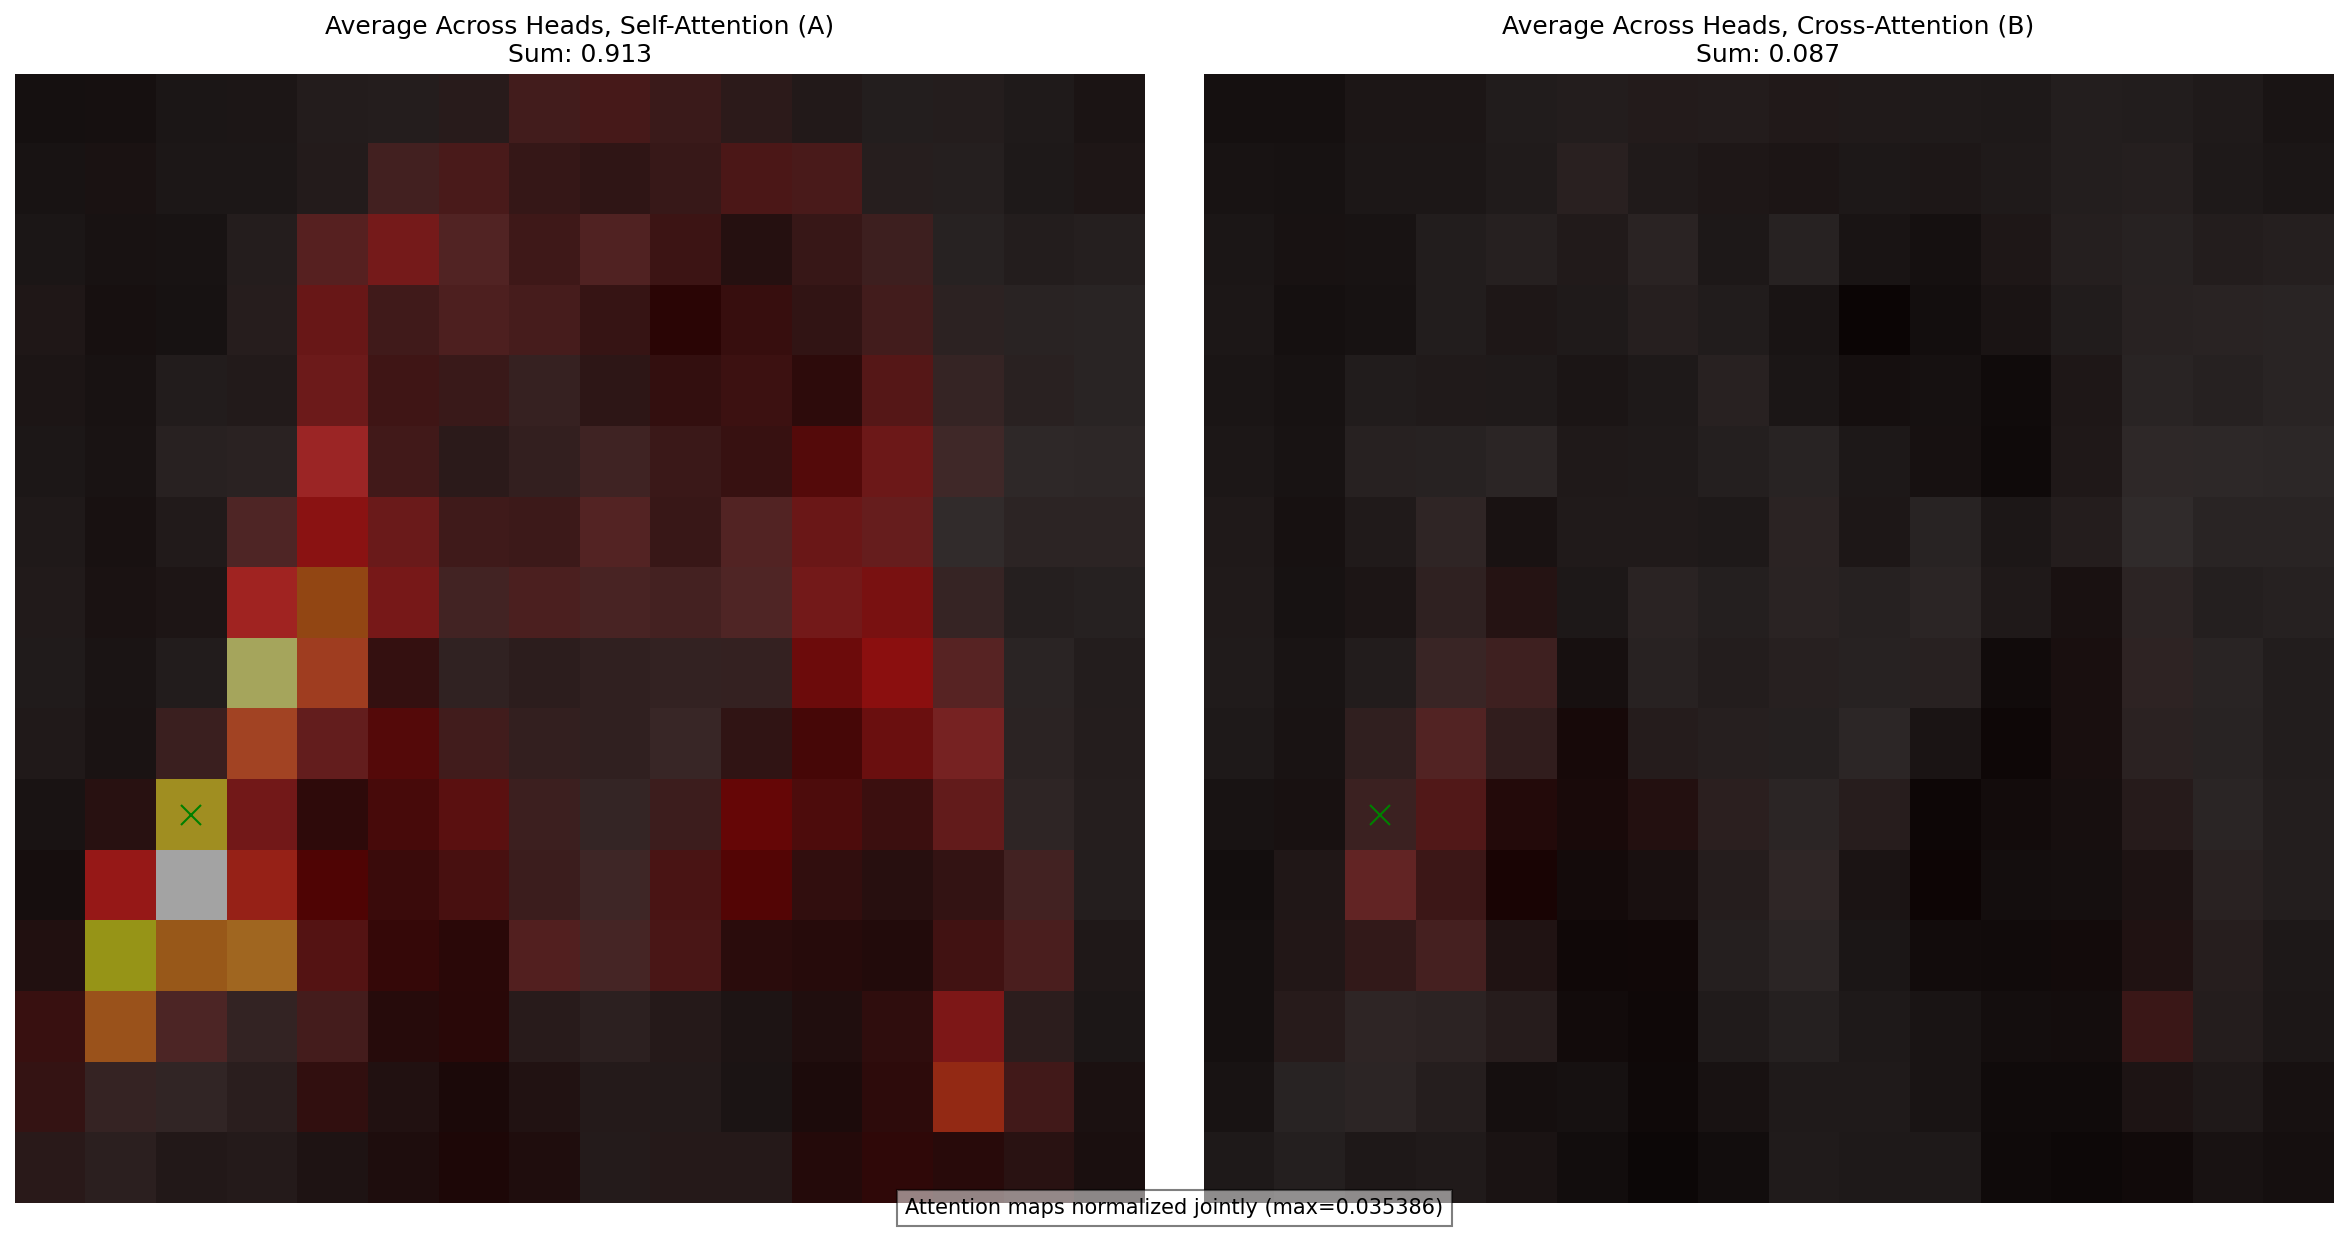 Average Across Heads, Self-Attention (A)
Sum: 0.913
Average Across Heads, Cross-Attention (B)
Sum: 0.087
Attention maps normalized jointly (max=0.035386)